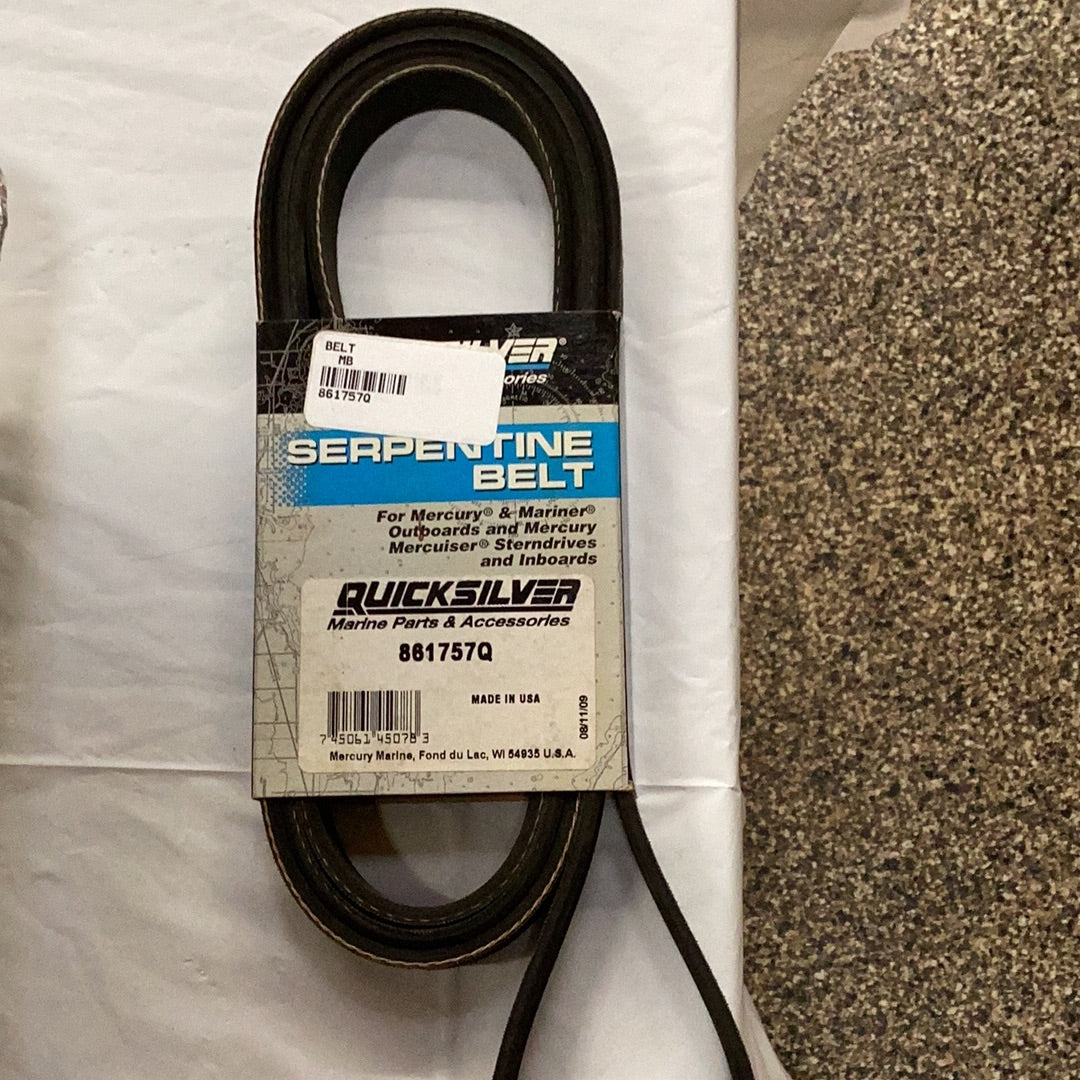 BELT
MB
861757Q
SERPENTINE
BELT
For Mercury® & Mariner®
Outboards and Mercury
Mercuiser® Sterndrives
and Inboards
QUICKSILVER
Marine Parts & Accessories
861757Q
MADE IN USA
08/11/09
7 45061 45078 3
Mercury Marine, Fond du Lac, WI 54935 U.S.A.